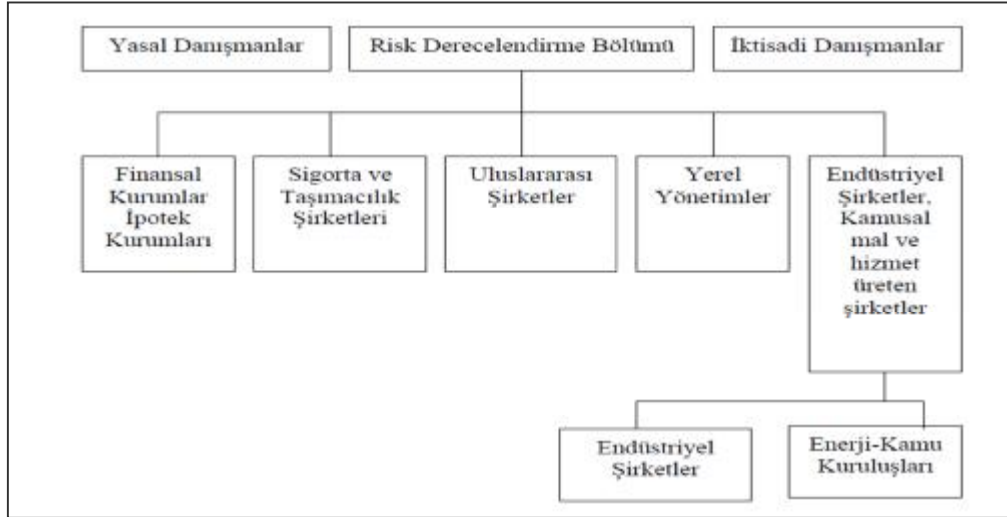 Yasal Danışmanlar
Risk Derecelendirme Bölümü
İktisadi Danışmanlar
Finansal
Kurumlar
İpotek
Kurumları
Sigorta ve
Taşımacılık
Şirketleri
Uluslararası
Şirketler
Yerel
Yönetimler
Endüstriyel
Şirketler,
Kamusal
mal ve
hizmet
üreten
şirketler
Endüstriyel
Şirketler
Enerji-Kamu
Kuruluşları